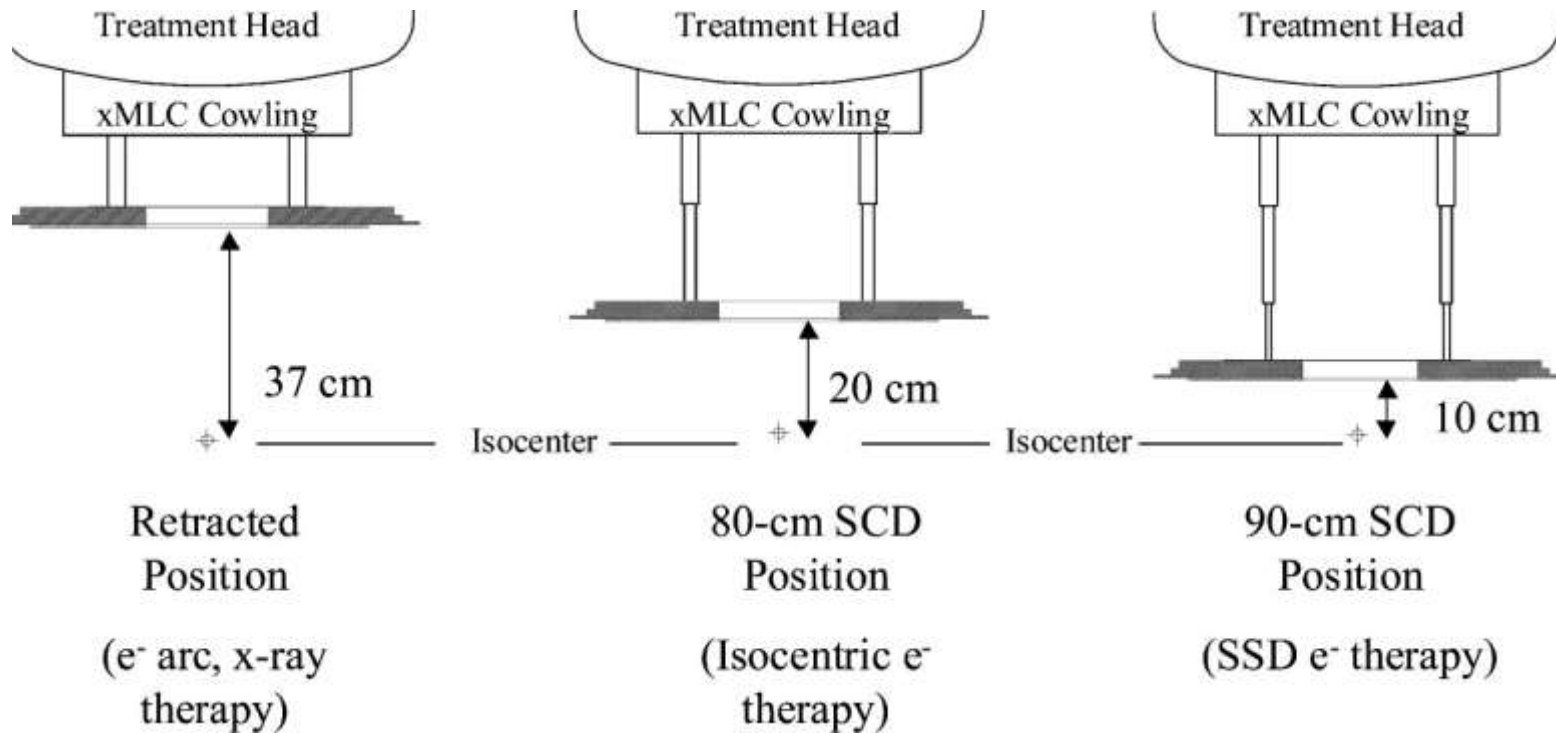 Treatment Head
Treatment Head
Treatment Head
xMLC Cowling
xMLC Cowling
xMLC Cowling
37 cm
20 cm
10 cm
Isocenter
Isocenter
Retracted
Position
(e⁻ arc, x-ray
therapy)
80-cm SCD
Position
(Isocentric e⁻
therapy)
90-cm SCD
Position
(SSD e⁻ therapy)